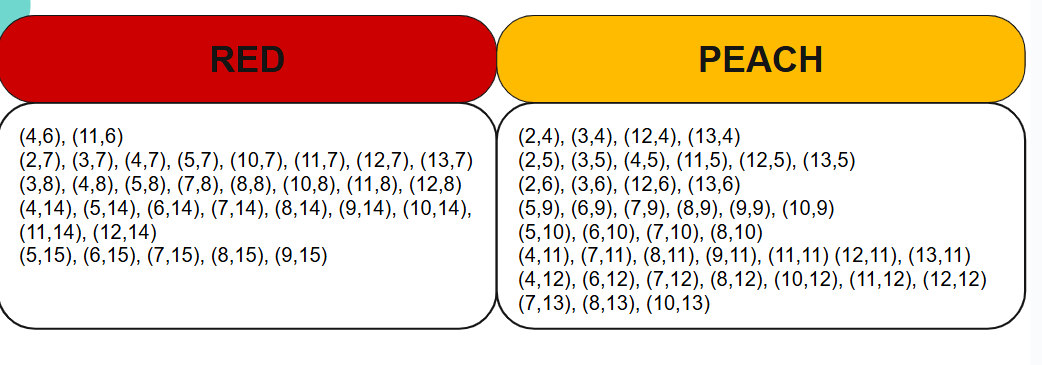 RED
(4,6), (11,6)
(2,7), (3,7), (4,7), (5,7), (10,7), (11,7), (12,7), (13,7)
(3,8), (4,8), (5,8), (7,8), (8,8), (10,8), (11,8), (12,8)
(4,14), (5,14), (6,14), (7,14), (8,14), (9,14), (10,14),
(11,14), (12,14)
(5,15), (6,15), (7,15), (8,15), (9,15)
PEACH
(2,4), (3,4), (12,4), (13,4)
(2,5), (3,5), (4,5), (11,5), (12,5), (13,5)
(2,6), (3,6), (12,6), (13,6)
(5,9), (6,9), (7,9), (8,9), (9,9), (10,9)
(5,10), (6,10), (7,10), (8,10)
(4,11), (7,11), (8,11), (9,11), (11,11) (12,11), (13,11)
(4,12), (6,12), (7,12), (8,12), (10,12), (11,12), (12,12)
(7,13), (8,13), (10,13)